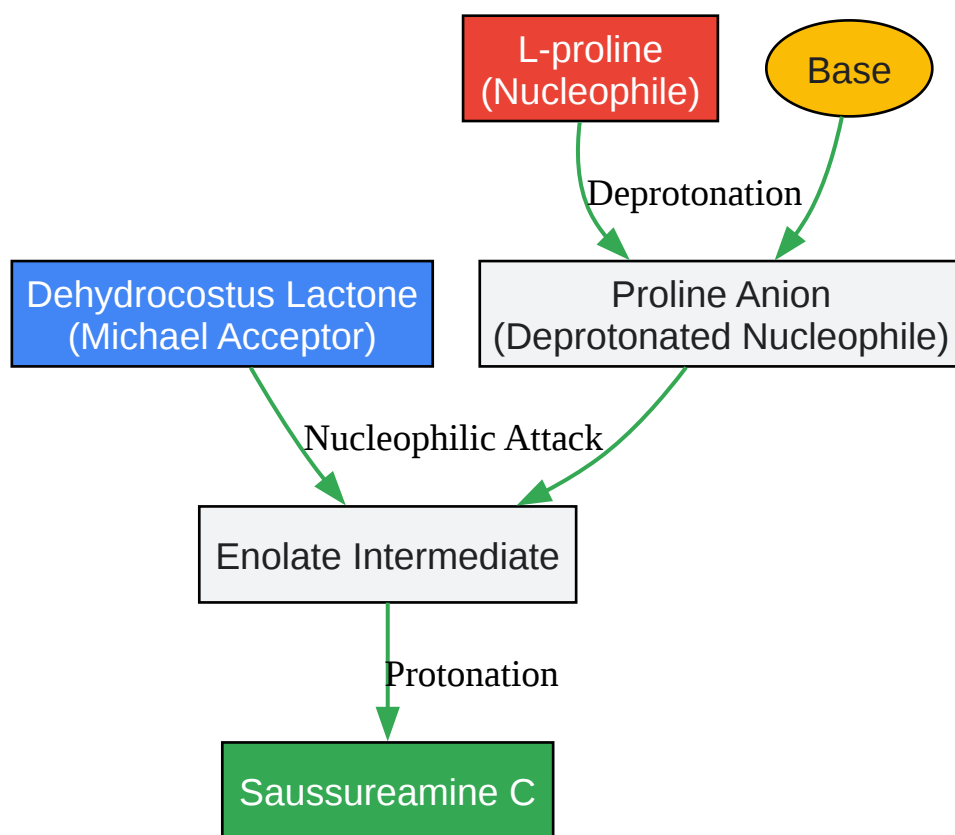 L-proline
(Nucleophile)
Base
Deprotonation
Dehydrocostus Lactone
(Michael Acceptor)
Proline Anion
(Deprotonated Nucleophile)
Nucleophilic Attack
Enolate Intermediate
Protonation
Saussureamine C